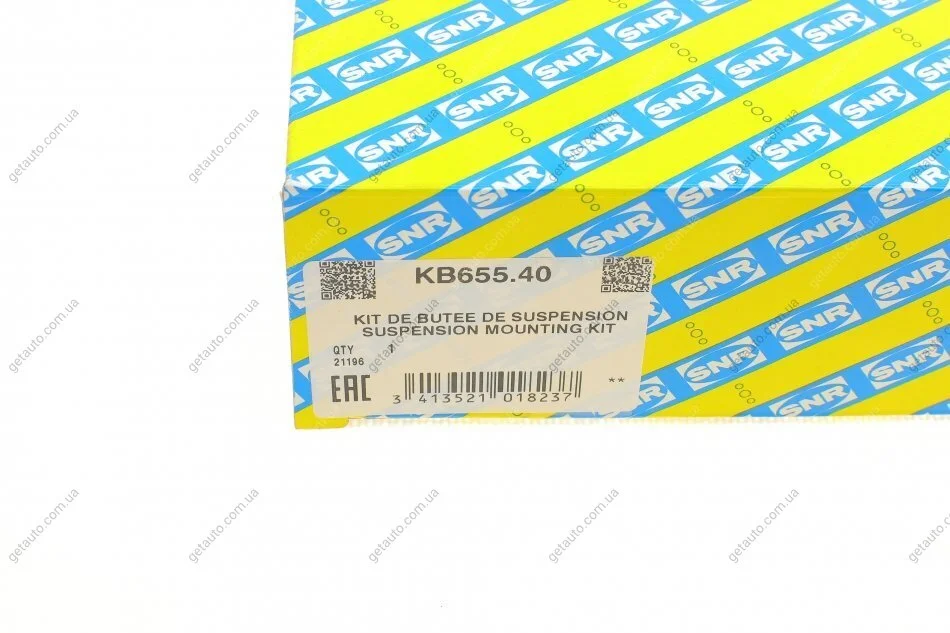 SNR
KB655.40
KIT DE BUTEE DE SUSPENSION
SUSPENSION MOUNTING KIT
QTY 1
21196
EAC
**
3 413521 018237
getauto.com.ua